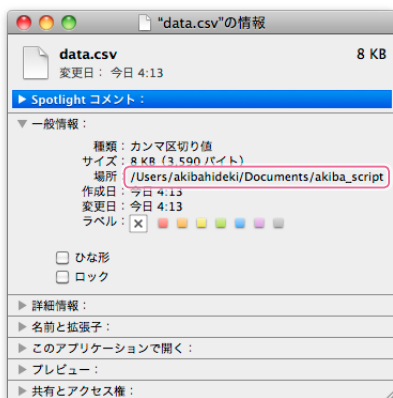 "data.csv"の情報
data.csv 8 KB
変更日： 今日 4:13
▶ Spotlight コメント：
▼ 一般情報：
種類：カンマ区切り値
サイズ：8 KB（3,590 バイト）
場所：/Users/akibahideki/Documents/akiba_script
作成日：今日 4:13
変更日：今日 4:13
ラベル：
ひな形
ロック
▶ 詳細情報：
▶ 名前と拡張子：
▶ このアプリケーションで開く：
▶ プレビュー：
▶ 共有とアクセス権：